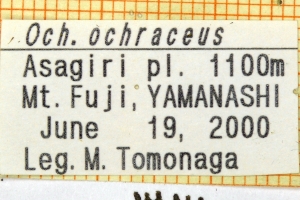 Och. ochraceus
Asagiri pl. 1100m
Mt. Fuji, YAMANASHI
June 19, 2000
Leg. M. Tomonaga